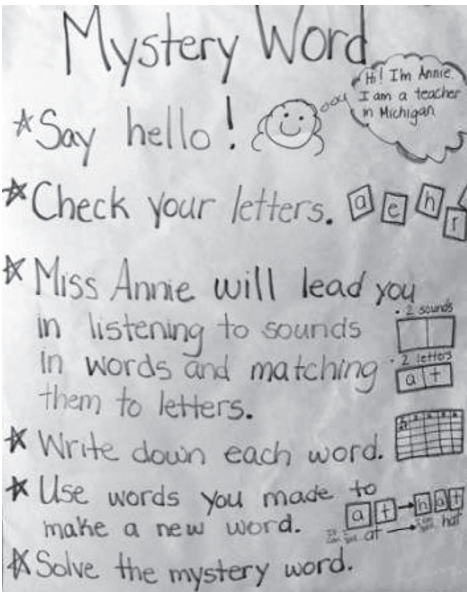 Mystery Word
☆ Say hello!
Hi! I'm Annie.
I am a teacher
in Michigan
☆ Check your letters.
a e h r
☆ Miss Annie will lead you
in listening to sounds
in words and matching
them to letters.
• 2 sounds
• 2 letters
a t
☆ Write down each word.
☆ Use words you made to
make a new word.
a t → h a t
at → hat
☆ Solve the mystery word.